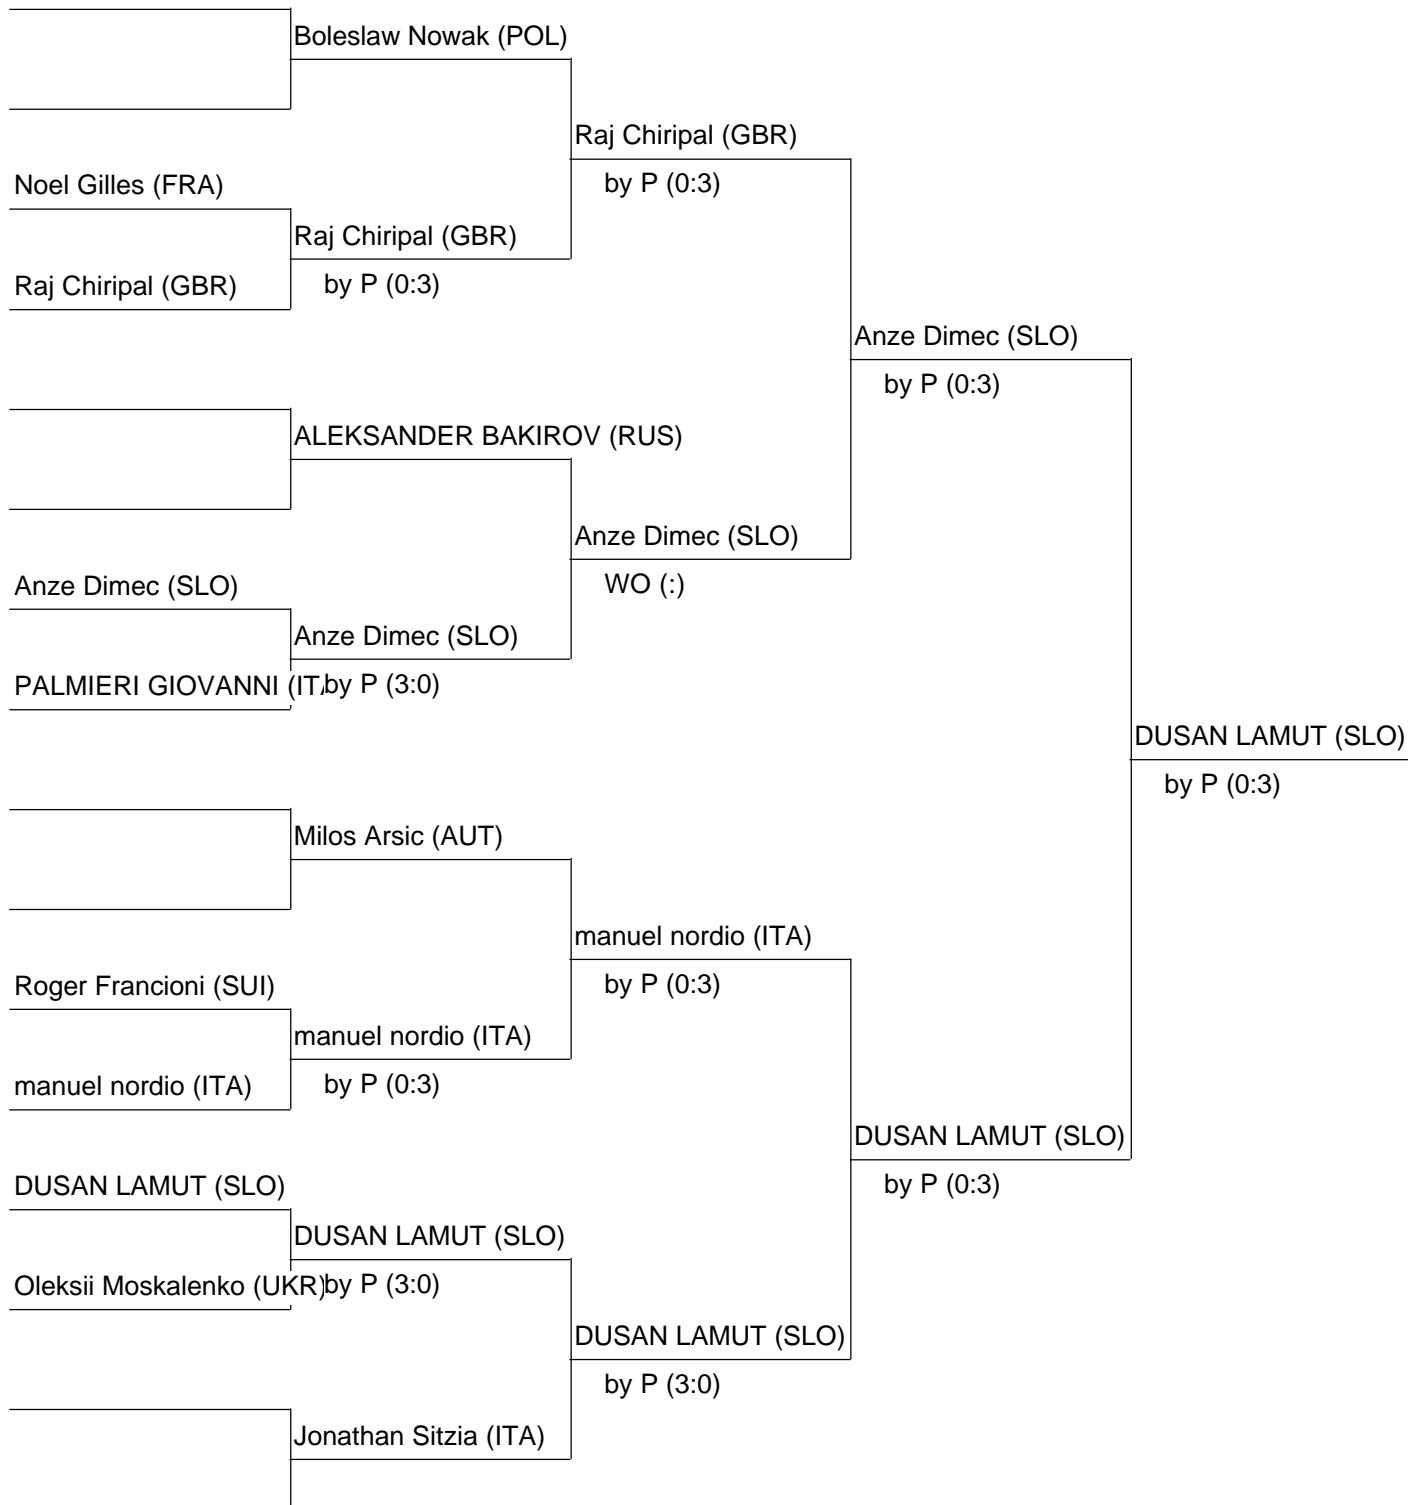 Boleslaw Nowak (POL)
Raj Chiripal (GBR)
Noel Gilles (FRA)
by P (0:3)
Raj Chiripal (GBR)
Raj Chiripal (GBR)
by P (0:3)
Anze Dimec (SLO)
by P (0:3)
ALEKSANDER BAKIROV (RUS)
Anze Dimec (SLO)
Anze Dimec (SLO)
WO (:)
Anze Dimec (SLO)
PALMIERI GIOVANNI (ITA
by P (3:0)
DUSAN LAMUT (SLO)
by P (0:3)
Milos Arsic (AUT)
manuel nordio (ITA)
Roger Francioni (SUI)
by P (0:3)
manuel nordio (ITA)
manuel nordio (ITA)
by P (0:3)
DUSAN LAMUT (SLO)
DUSAN LAMUT (SLO)
by P (0:3)
DUSAN LAMUT (SLO)
Oleksii Moskalenko (UKR)
by P (3:0)
DUSAN LAMUT (SLO)
by P (3:0)
Jonathan Sitzia (ITA)